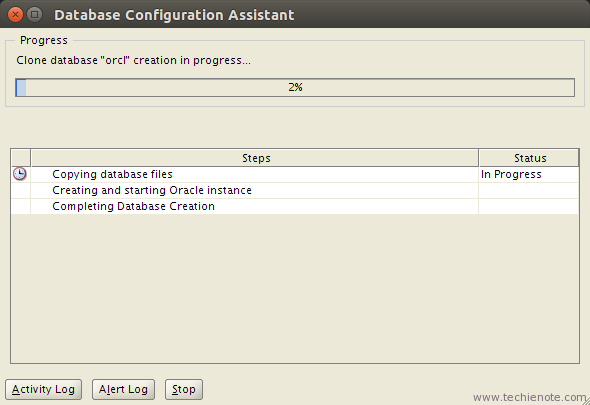 Database Configuration Assistant
Progress
Clone database "orcl" creation in progress...
2%
Steps Status
Copying database files In Progress
Creating and starting Oracle instance
Completing Database Creation
Activity Log Alert Log Stop
www.techienote.com